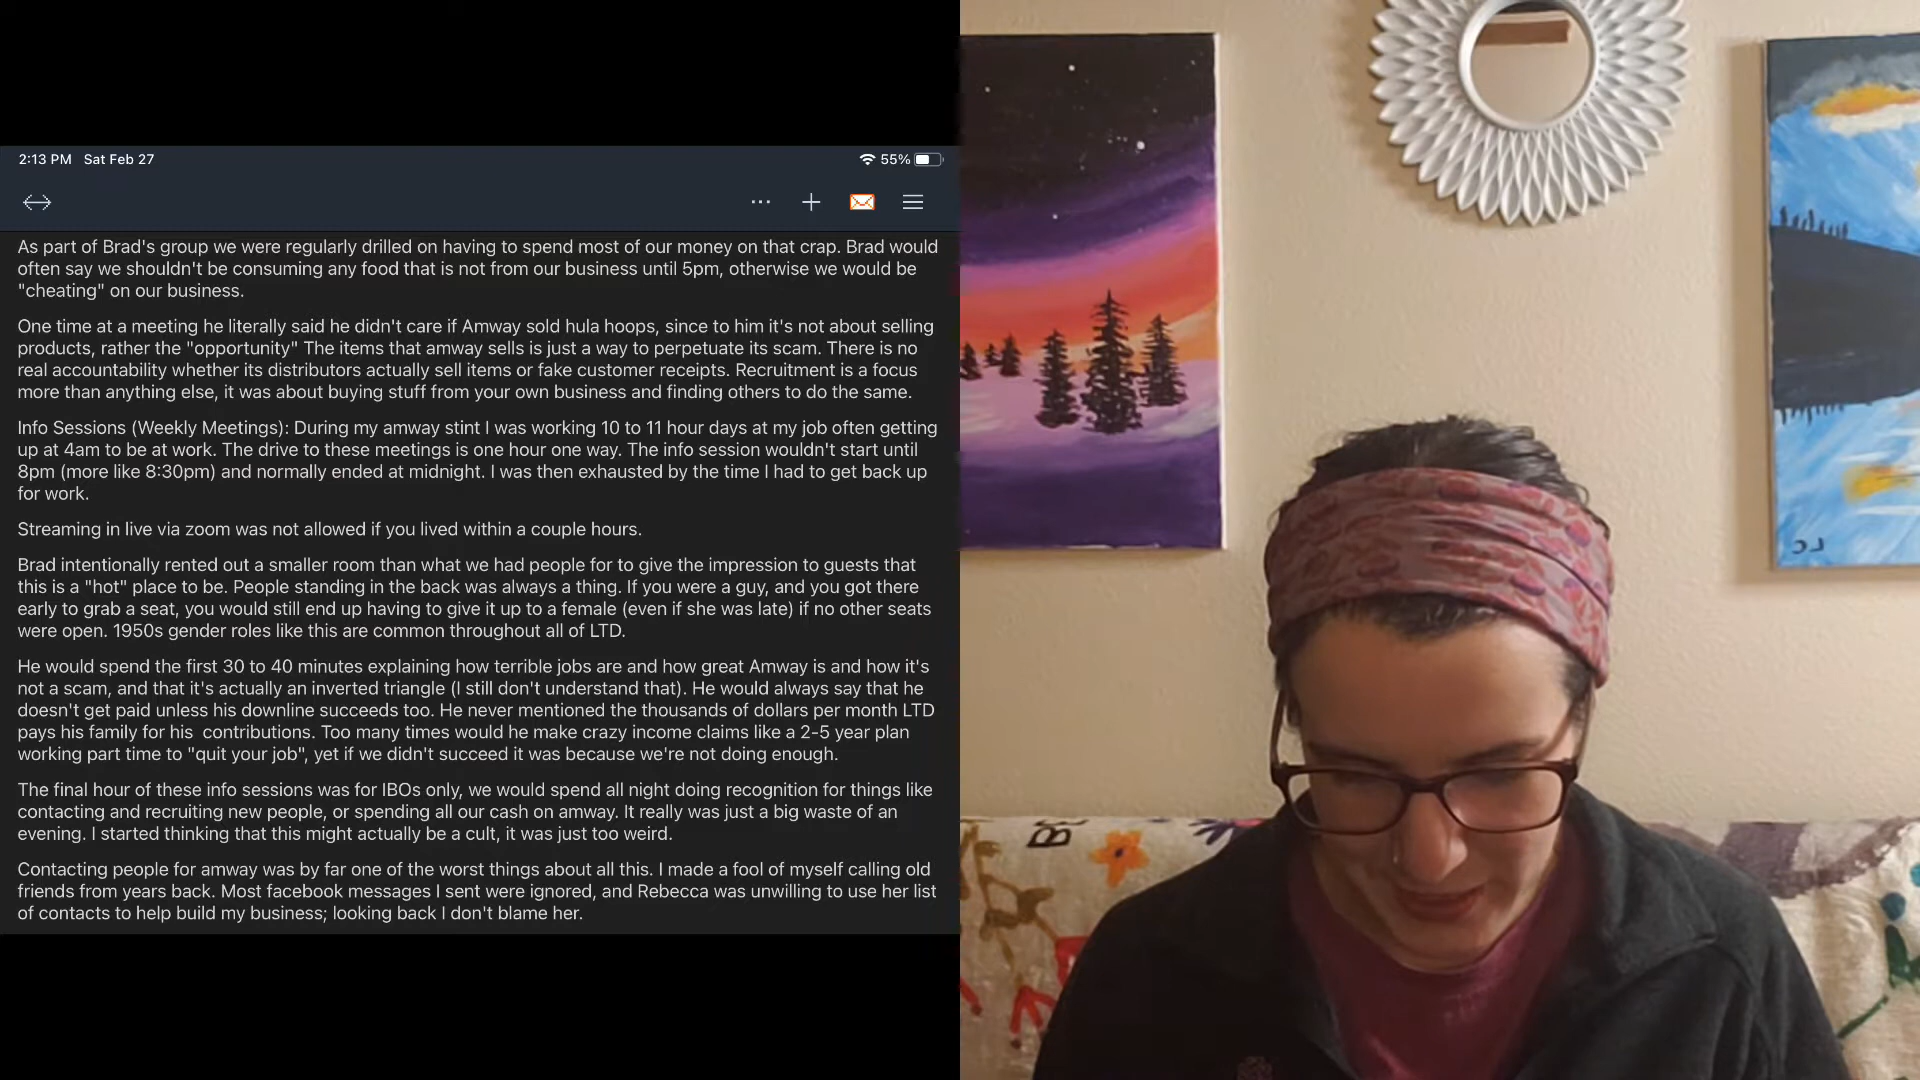 2:13 PM Sat Feb 27
55%
As part of Brad's group we were regularly drilled on having to spend most of our money on that crap. Brad would
often say we shouldn't be consuming any food that is not from our business until 5pm, otherwise we would be
"cheating" on our business.
One time at a meeting he literally said he didn't care if Amway sold hula hoops, since to him it's not about selling
products, rather the "opportunity" The items that amway sells is just a way to perpetuate its scam. There is no
real accountability whether its distributors actually sell items or fake customer receipts. Recruitment is a focus
more than anything else, it was about buying stuff from your own business and finding others to do the same.
Info Sessions (Weekly Meetings): During my amway stint I was working 10 to 11 hour days at my job often getting
up at 4am to be at work. The drive to these meetings is one hour one way. The info session wouldn't start until
8pm (more like 8:30pm) and normally ended at midnight. I was then exhausted by the time I had to get back up
for work.
Streaming in live via zoom was not allowed if you lived within a couple hours.
Brad intentionally rented out a smaller room than what we had people for to give the impression to guests that
this is a "hot" place to be. People standing in the back was always a thing. If you were a guy, and you got there
early to grab a seat, you would still end up having to give it up to a female (even if she was late) if no other seats
were open. 1950s gender roles like this are common throughout all of LTD.
He would spend the first 30 to 40 minutes explaining how terrible jobs are and how great Amway is and how it's
not a scam, and that it's actually an inverted triangle (I still don't understand that). He would always say that he
doesn't get paid unless his downline succeeds too. He never mentioned the thousands of dollars per month LTD
pays his family for his contributions. Too many times would he make crazy income claims like a 2-5 year plan
working part time to "quit your job", yet if we didn't succeed it was because we're not doing enough.
The final hour of these info sessions was for IBOs only, we would spend all night doing recognition for things like
contacting and recruiting new people, or spending all our cash on amway. It really was just a big waste of an
evening. I started thinking that this might actually be a cult, it was just too weird.
Contacting people for amway was by far one of the worst things about all this. I made a fool of myself calling old
friends from years back. Most facebook messages I sent were ignored, and Rebecca was unwilling to use her list
of contacts to help build my business; looking back I don't blame her.